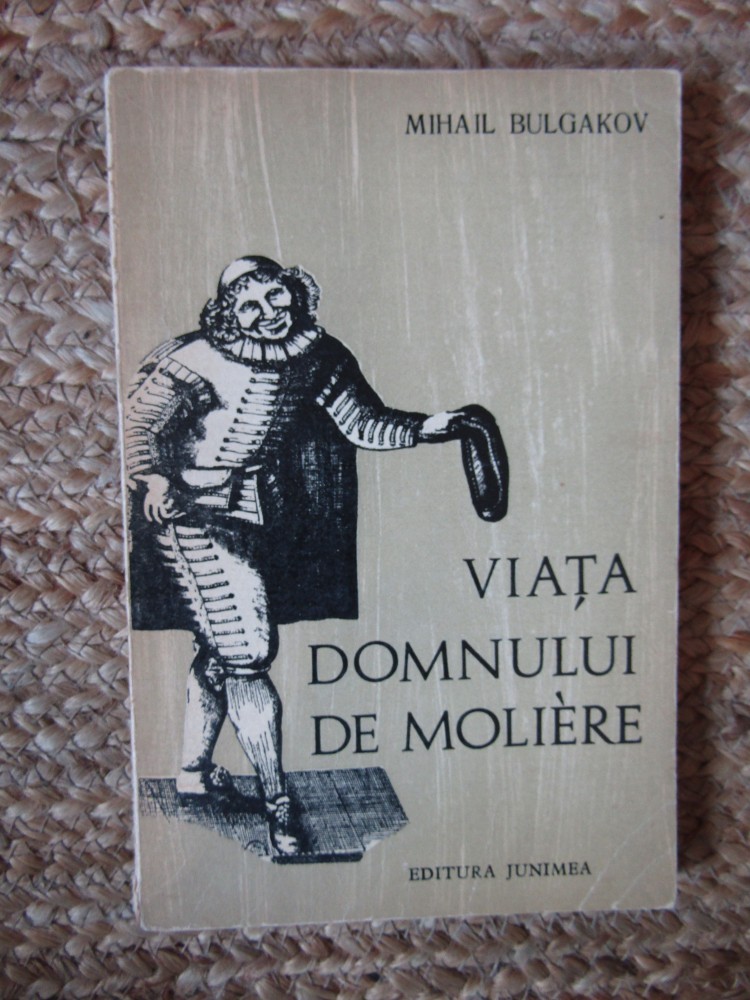 MIHAIL BULGAKOV
VIAȚA
DOMNULUI
DE MOLIÈRE
EDITURA JUNIMEA